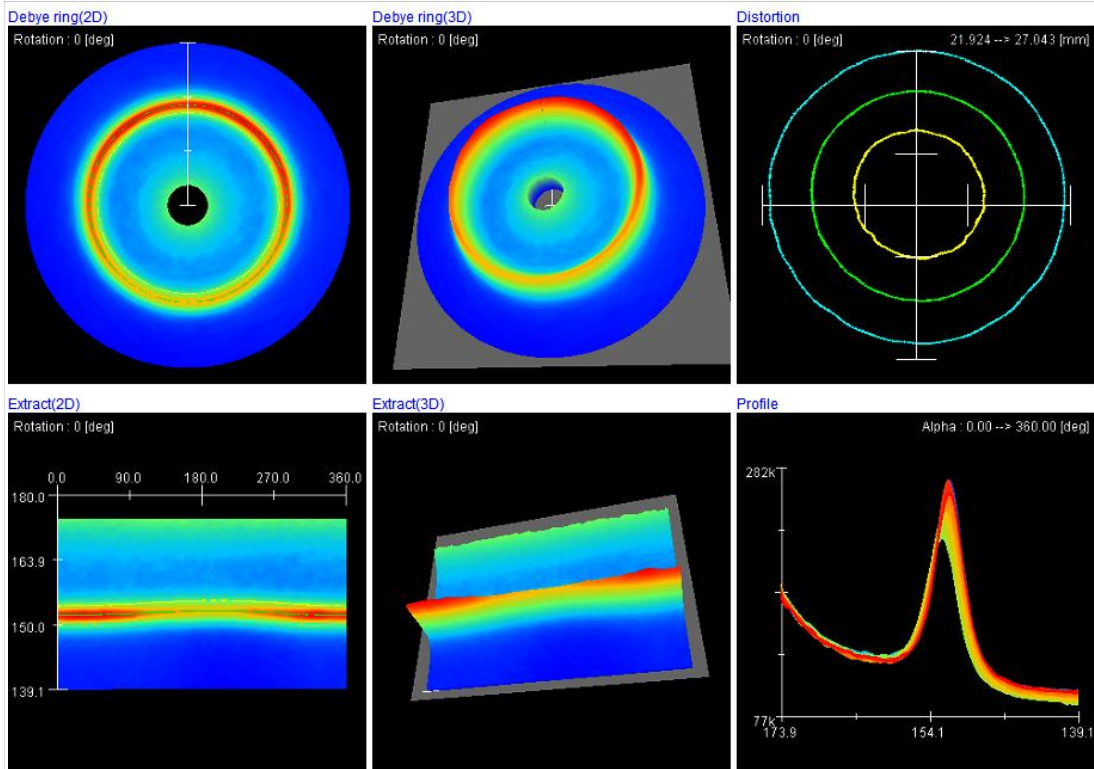 Debye ring(2D)
Rotation : 0 [deg]
Debye ring(3D)
Rotation : 0 [deg]
Distortion
Rotation : 0 [deg]
21.924 --> 27.043 [mm]
Extract(2D)
Rotation : 0 [deg]
0.0 90.0 180.0 270.0 360.0
180.0
163.9
150.0
139.1
Extract(3D)
Rotation : 0 [deg]
Profile
Alpha : 0.00 --> 360.00 [deg]
282k
77k
173.9 154.1 139.1